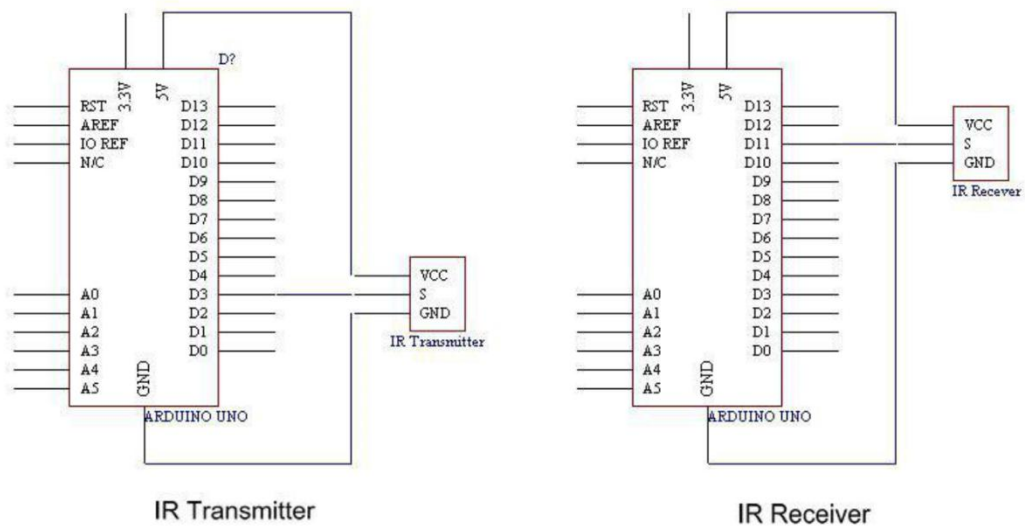 D?
3.3V
5V
RST
AREF
IO REF
N/C
A0
A1
A2
A3
A4
A5
D13
D12
D11
D10
D9
D8
D7
D6
D5
D4
D3
D2
D1
D0
GND
ARDUINO UNO
VCC
S
GND
IR Transmitter
IR Transmitter
3.3V
5V
RST
AREF
IO REF
N/C
A0
A1
A2
A3
A4
A5
D13
D12
D11
D10
D9
D8
D7
D6
D5
D4
D3
D2
D1
D0
GND
ARDUINO UNO
VCC
S
GND
IR Recever
IR Receiver